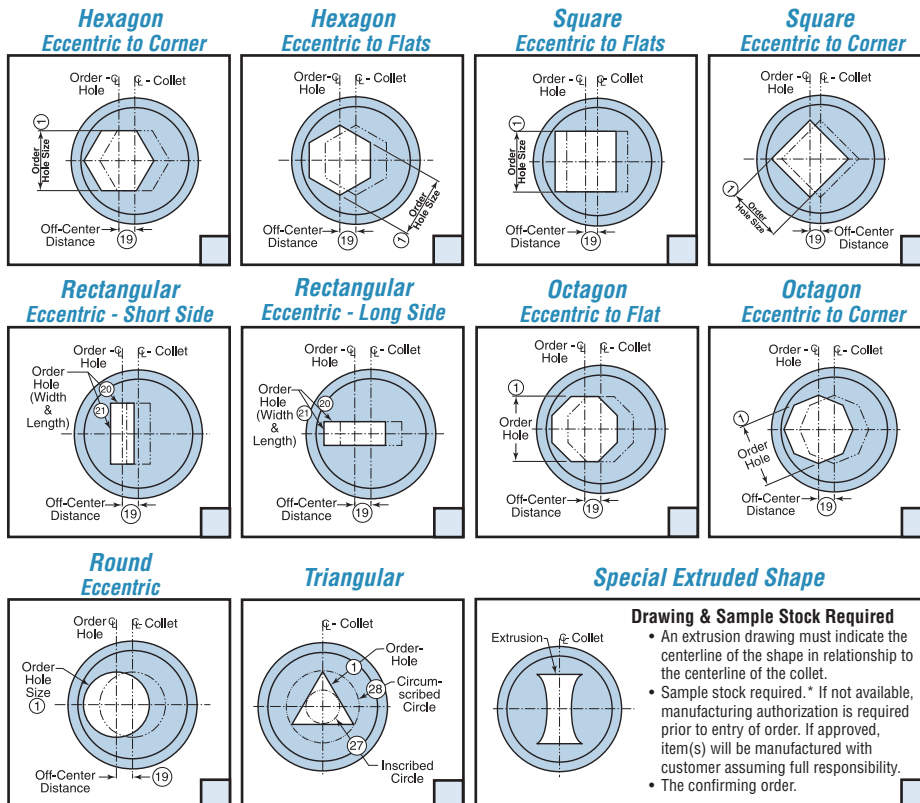 Hexagon
Eccentric to Corner
Order - ℄
Hole
℄ - Collet
1
Order
Hole Size
Off-Center
Distance
19
Hexagon
Eccentric to Flats
Order- ℄
Hole
℄ - Collet
Order
Hole Size
1
Off-Center
Distance
19
Square
Eccentric to Flats
Order - ℄
Hole
℄ - Collet
1
Order
Hole Size
Off-Center
Distance
19
Square
Eccentric to Corner
Order - ℄
Hole
℄ - Collet
1
Order
Hole Size
19
Off-Center
Distance
Rectangular
Eccentric - Short Side
Order - ℄
Hole
℄ - Collet
Order
Hole
(Width
&
Length)
20
21
Off-Center
Distance
19
Rectangular
Eccentric - Long Side
Order - ℄
Hole
℄ - Collet
Order
Hole
(Width
&
Length)
20
21
Off-Center
Distance
19
Octagon
Eccentric to Flat
Order - ℄
Hole
℄ - Collet
1
Order
Hole
Off-Center
Distance
19
Octagon
Eccentric to Corner
Order - ℄
Hole
℄ - Collet
1
Order
Hole
Off-Center
Distance
19
Round
Eccentric
Order - ℄
Hole
℄ - Collet
Order
Hole
Size
1
Off-Center
Distance
19
Triangular
℄ - Collet
Order-
Hole
1
28
Circum-
scribed
Circle
27
Inscribed
Circle
Special Extruded Shape
Extrusion
℄ - Collet
Drawing & Sample Stock Required
• An extrusion drawing must indicate the
centerline of the shape in relationship to
the centerline of the collet.
• Sample stock required.* If not available,
manufacturing authorization is required
prior to entry of order. If approved,
item(s) will be manufactured with
customer assuming full responsibility.
• The confirming order.